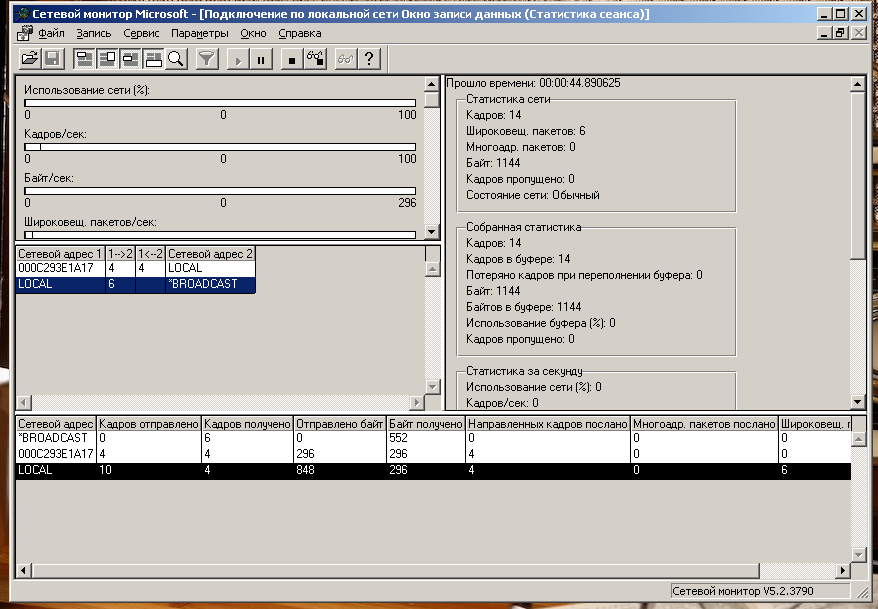 Сетевой монитор Microsoft - [Подключение по локальной сети Окно записи данных (Статистика сеанса)]
Файл Запись Сервис Параметры Окно Справка
Использование сети (%):
0 0 100
Кадров/сек:
0 0 100
Байт/сек:
0 0 296
Широковещ. пакетов/сек:
Прошло времени: 00:00:44.890625
Статистика сети
Кадров: 14
Широковещ. пакетов: 6
Многоадр. пакетов: 0
Байт: 1144
Кадров пропущено: 0
Состояние сети: Обычный
Собранная статистика
Кадров: 14
Кадров в буфере: 14
Потеряно кадров при переполнении буфера: 0
Байт: 1144
Байтов в буфере: 1144
Использование буфера (%): 0
Кадров пропущено: 0
Статистика за секунду
Использование сети (%): 0
Кадров/сек: 0
Сетевой адрес 1 1-->2 1<--2 Сетевой адрес 2
000C293E1A17 4 4 LOCAL
LOCAL 6 *BROADCAST
Сетевой адрес Кадров отправлено Кадров получено Отправлено байт Байт получено Направленных кадров послано Многоадр. пакетов послано Широковещ. г
*BROADCAST 0 6 0 552 0 0 0
000C293E1A17 4 4 296 296 4 0 0
LOCAL 10 4 848 296 4 0 6
Сетевой монитор V5.2.3790